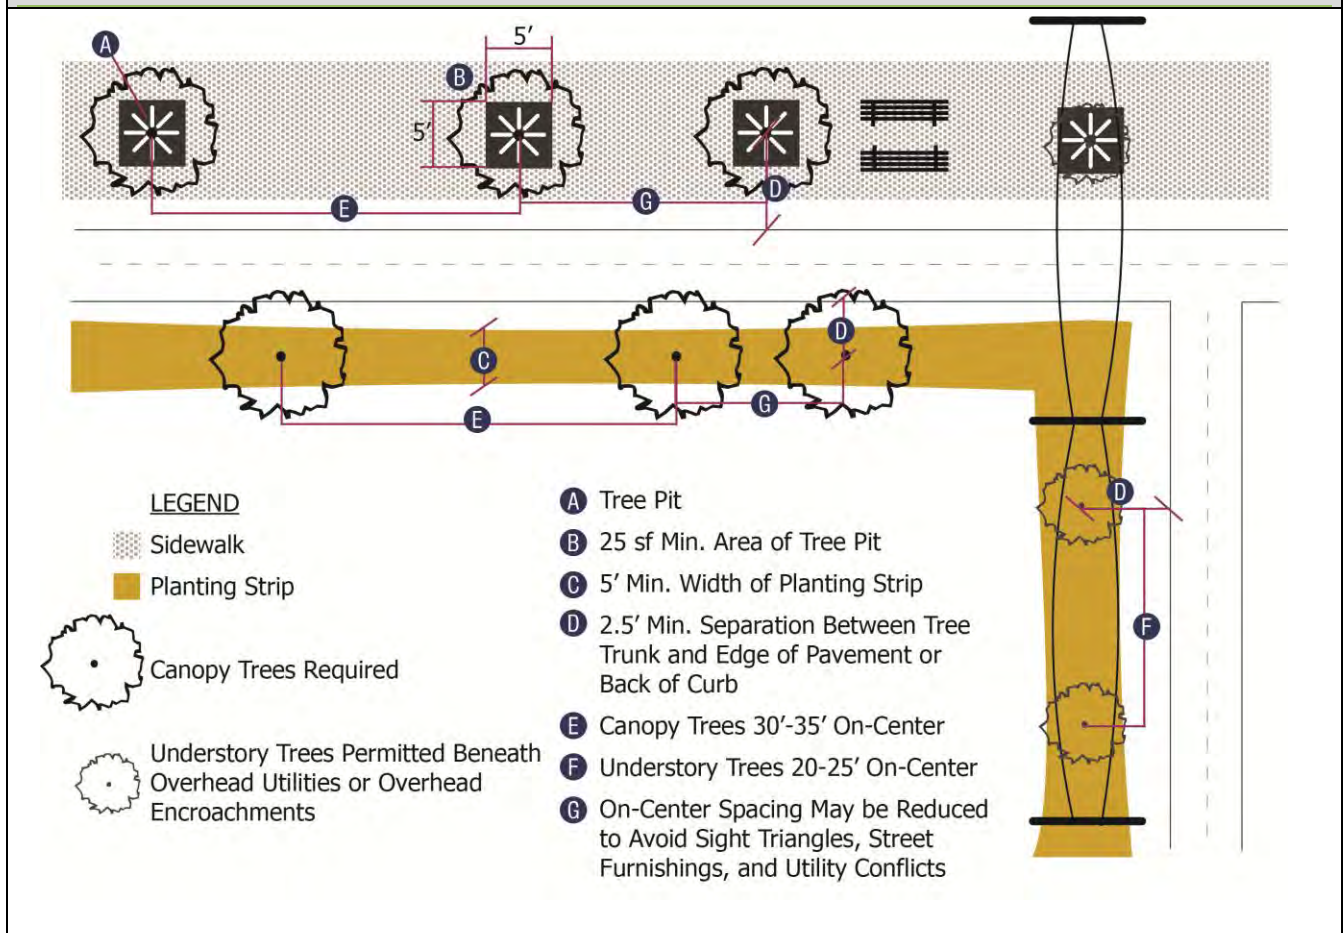 A
5′
B
5′
D
E
G
D
C
G
E
D
F
LEGEND
Sidewalk
Planting Strip
Canopy Trees Required
Understory Trees Permitted Beneath
Overhead Utilities or Overhead
Encroachments
A Tree Pit
B 25 sf Min. Area of Tree Pit
C 5′ Min. Width of Planting Strip
D 2.5′ Min. Separation Between Tree
Trunk and Edge of Pavement or
Back of Curb
E Canopy Trees 30′-35′ On-Center
F Understory Trees 20-25′ On-Center
G On-Center Spacing May be Reduced
to Avoid Sight Triangles, Street
Furnishings, and Utility Conflicts